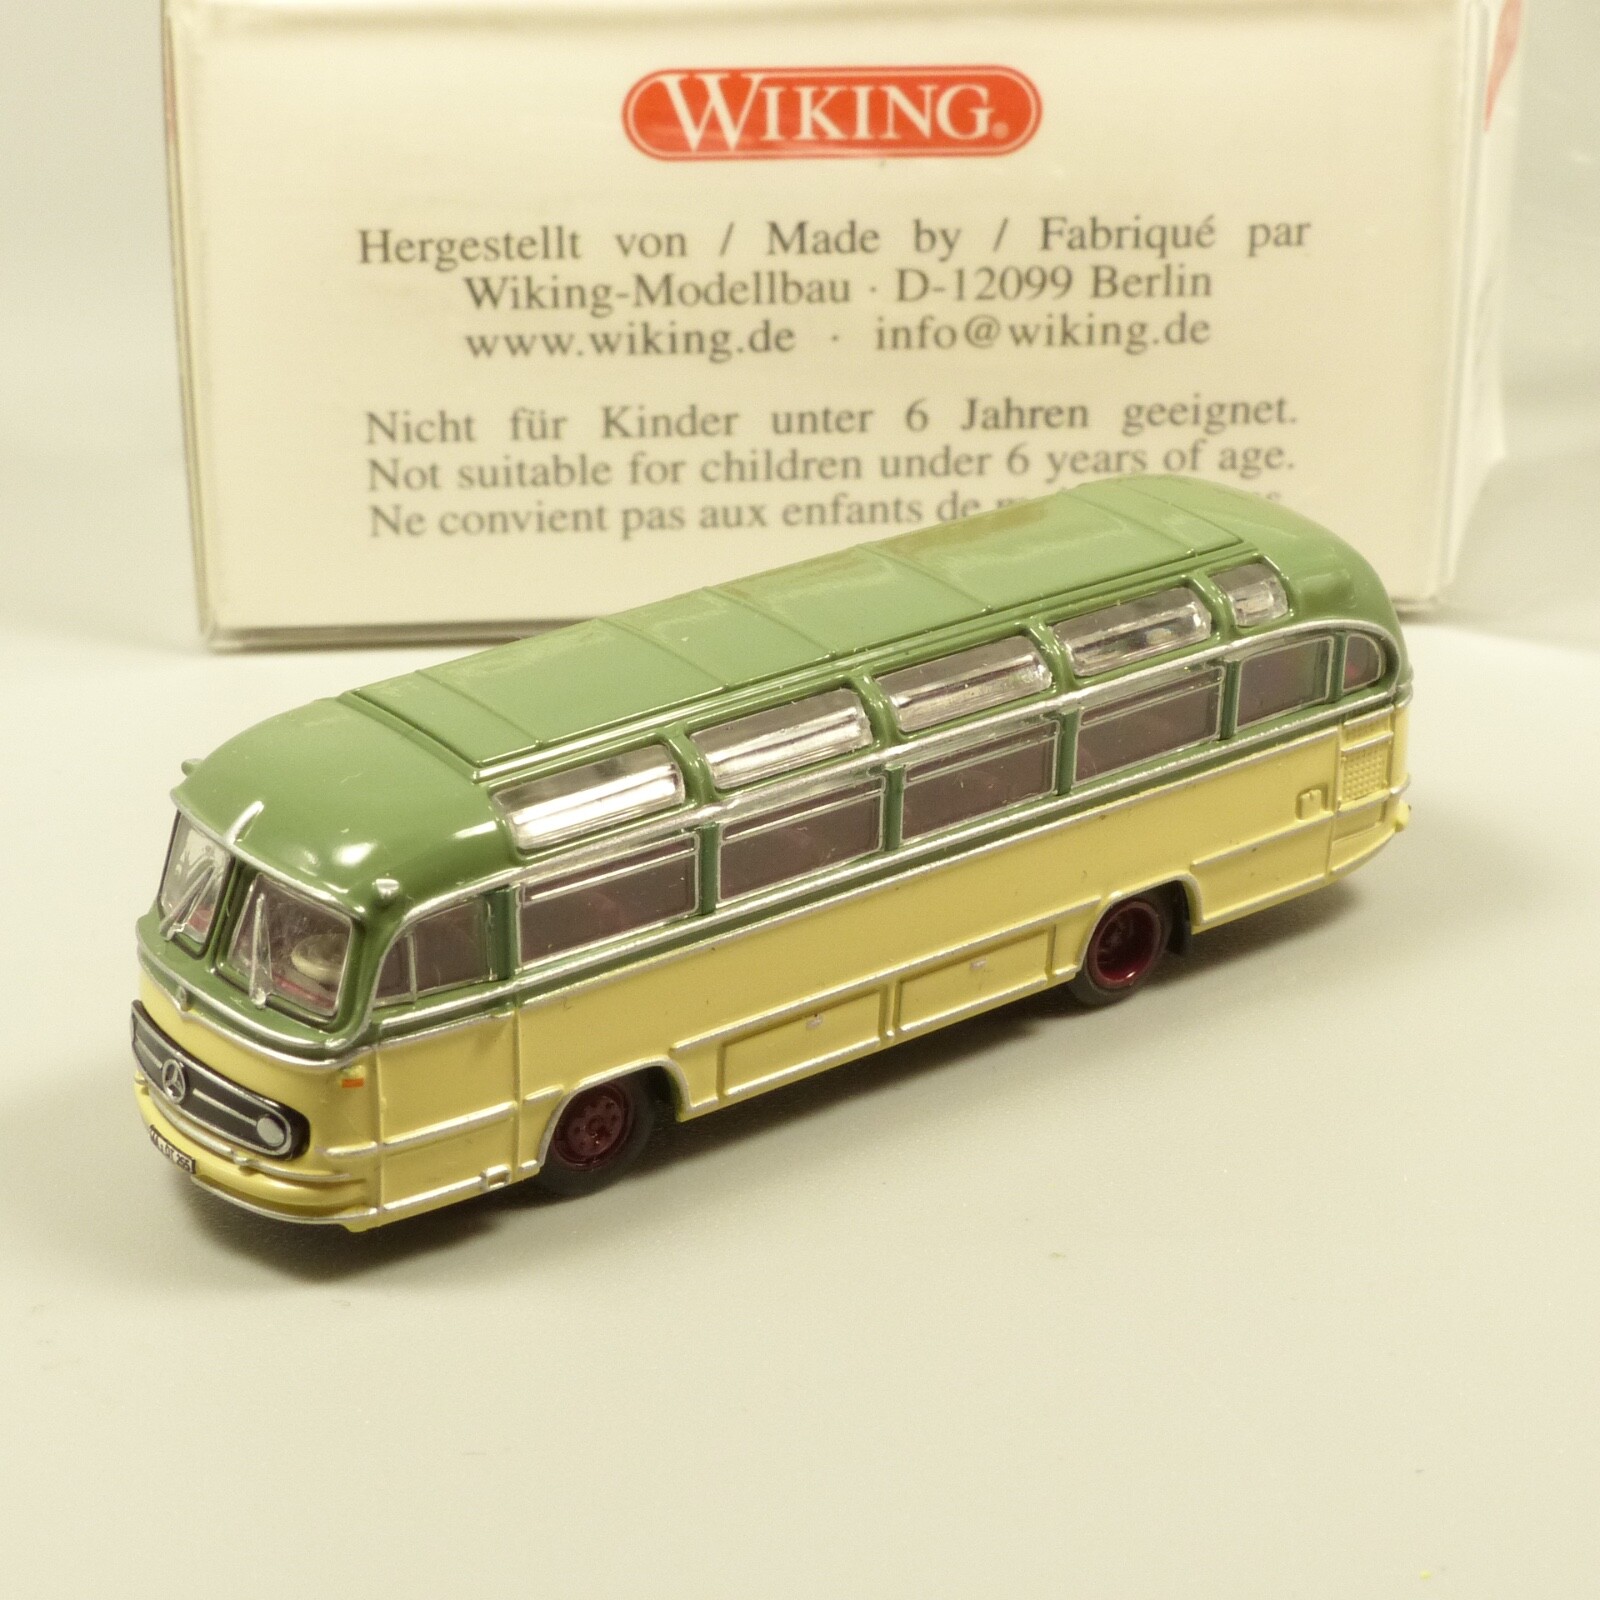 WIKING®
Hergestellt von / Made by / Fabriqué par
Wiking-Modellbau · D-12099 Berlin
www.wiking.de · info@wiking.de
Nicht für Kinder unter 6 Jahren geeignet.
Not suitable for children under 6 years of age.
Ne convient pas aux enfants de